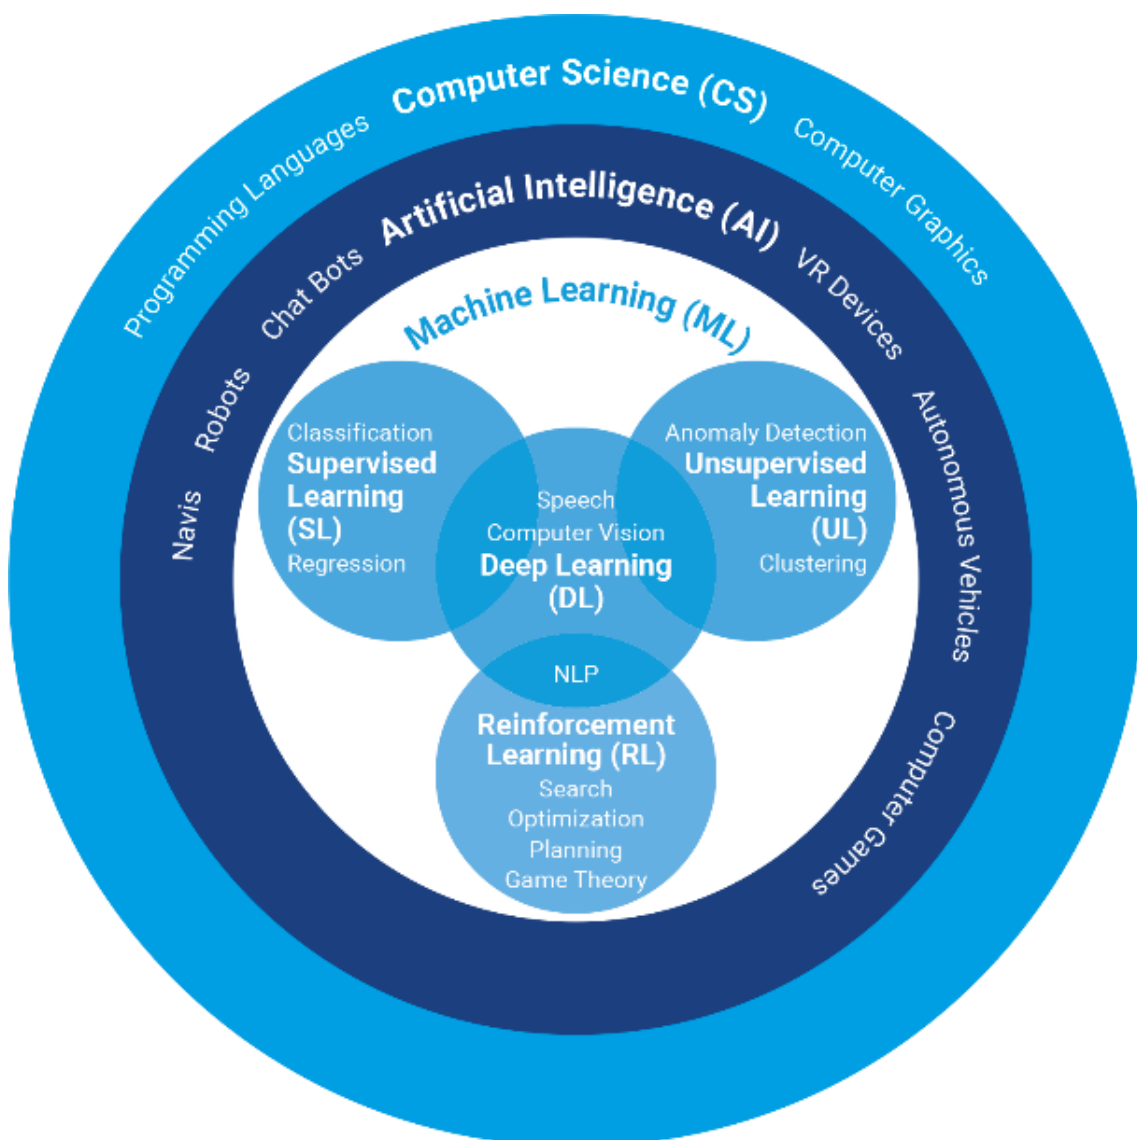 Computer Science (CS)
Programming Languages
Computer Graphics
Artificial Intelligence (AI)
Navis
Robots
Chat Bots
VR Devices
Autonomous Vehicles
Computer Games
Machine Learning (ML)
Classification
Supervised
Learning
(SL)
Regression
Speech
Computer Vision
Deep Learning
(DL)
Anomaly Detection
Unsupervised
Learning
(UL)
Clustering
NLP
Reinforcement
Learning (RL)
Search
Optimization
Planning
Game Theory